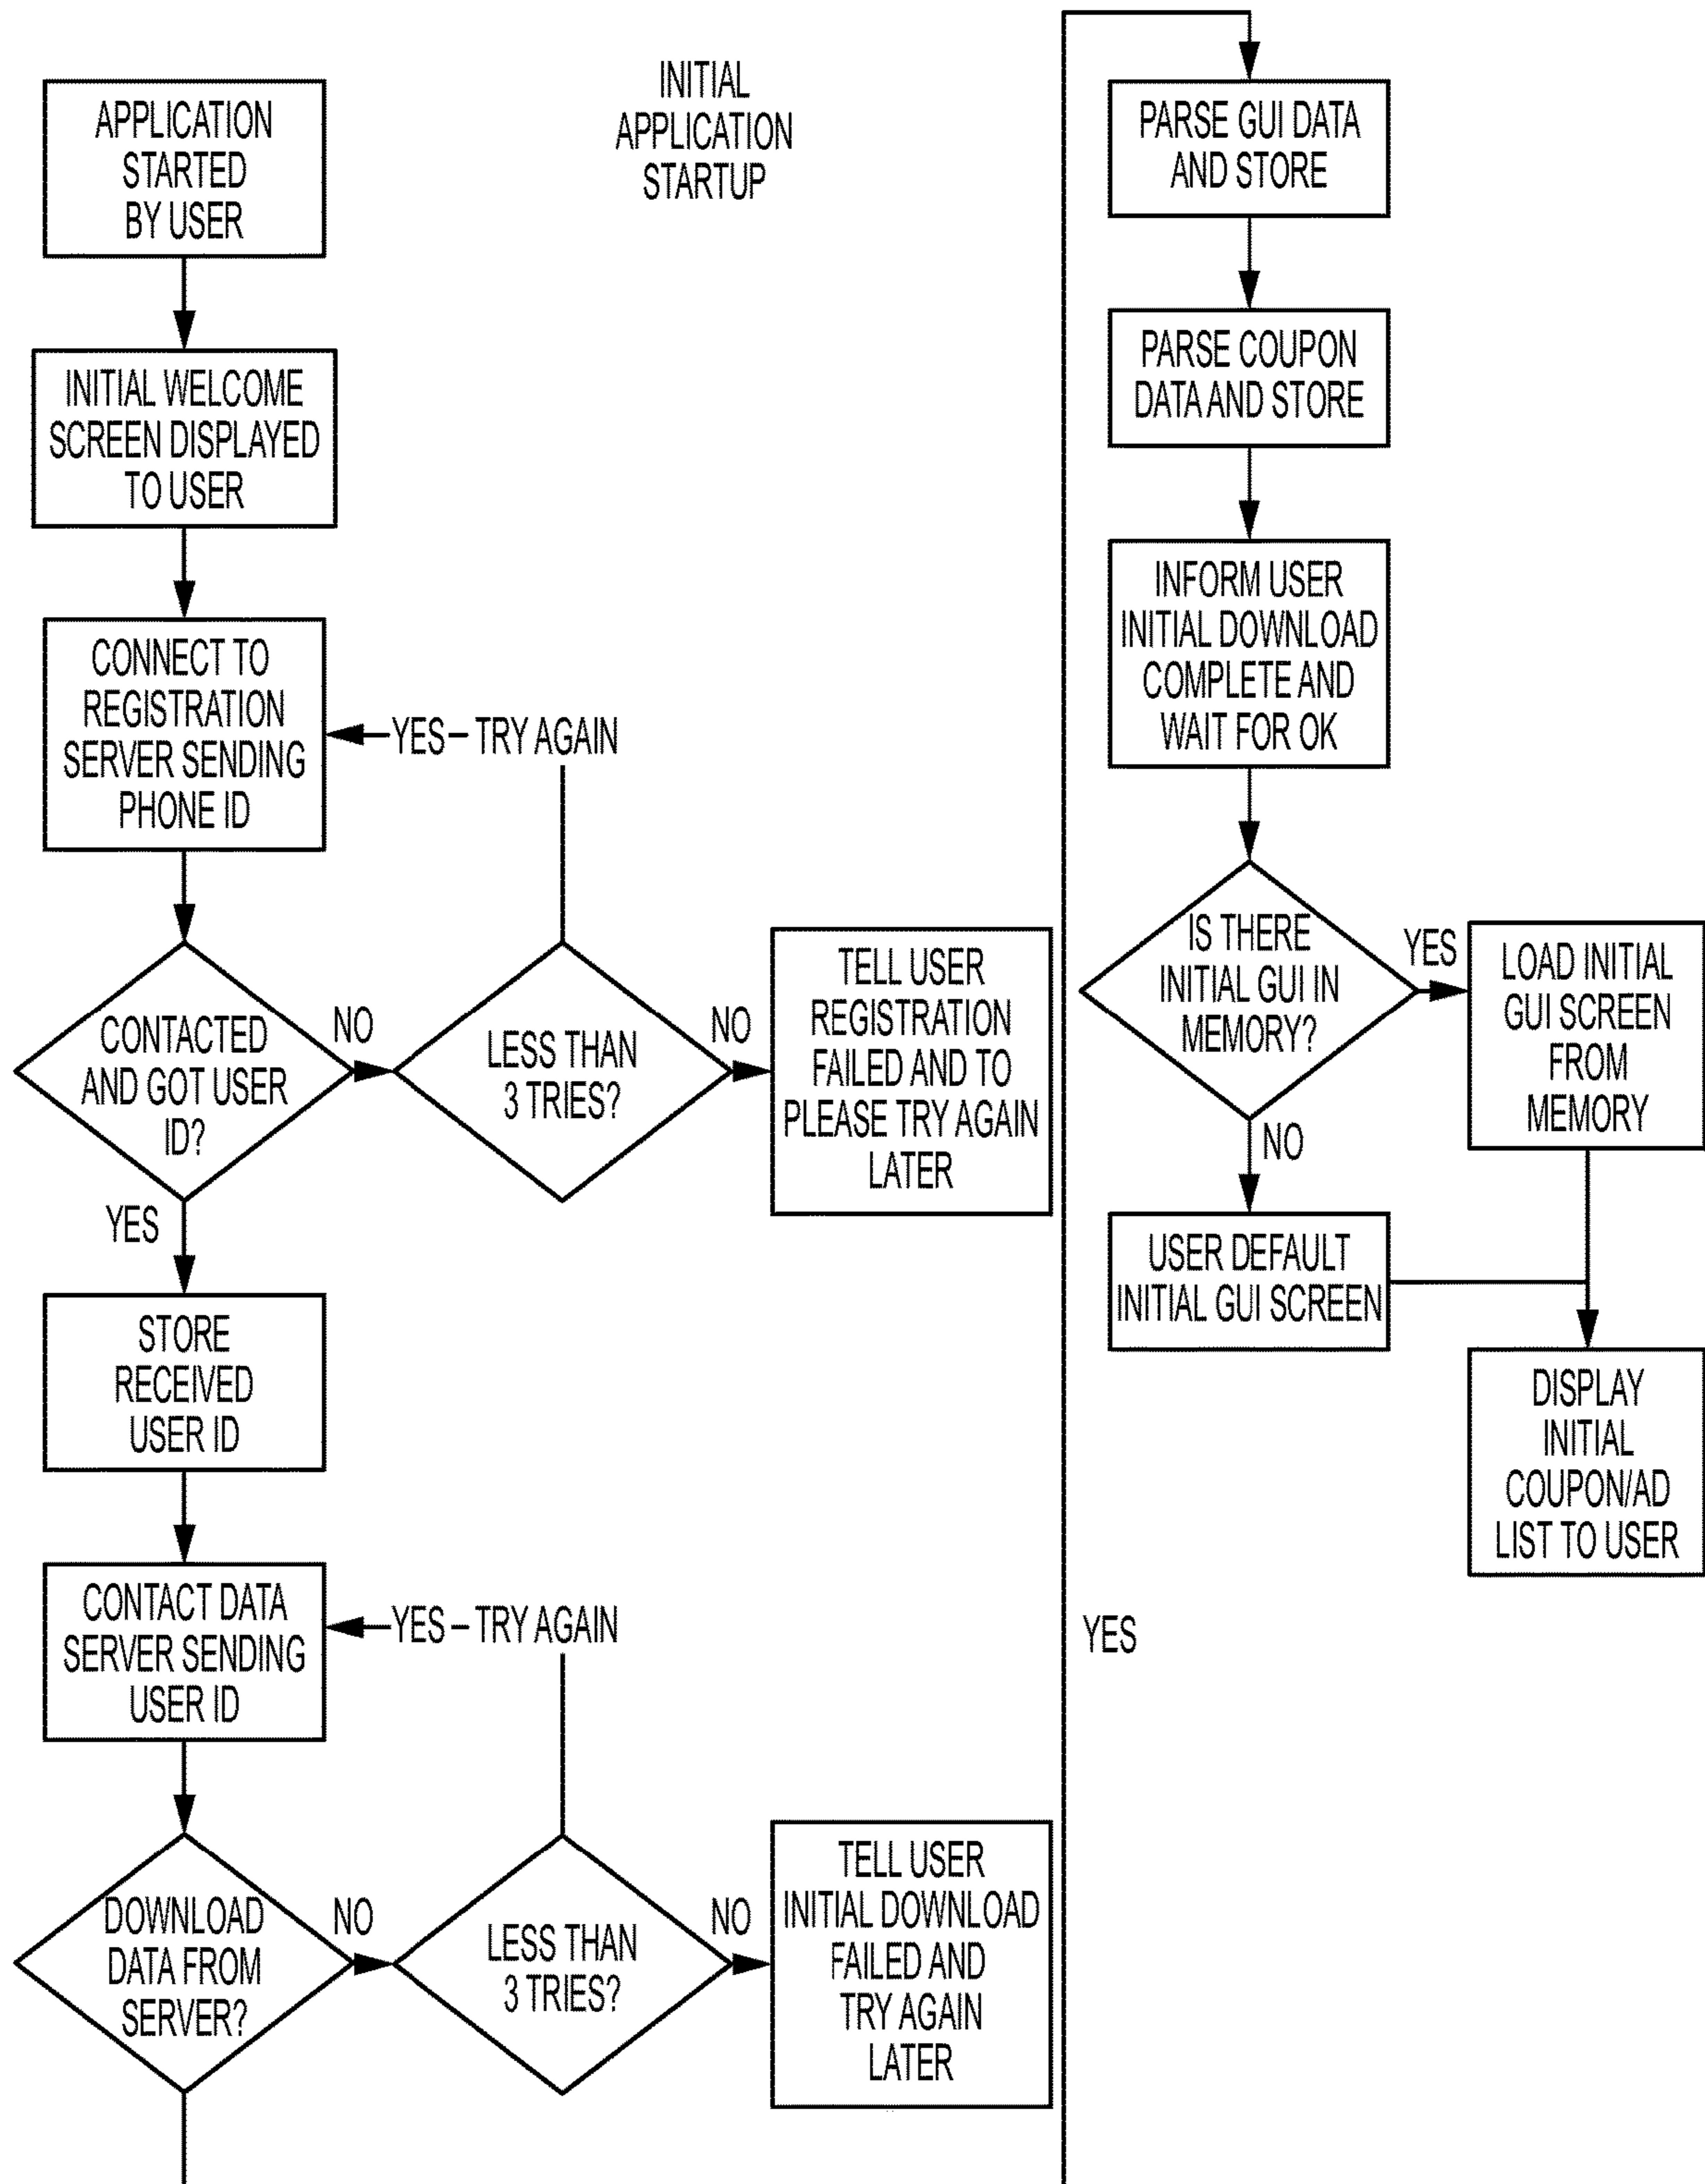 INITIAL
APPLICATION
STARTUP
APPLICATION
STARTED
BY USER
INITIAL WELCOME
SCREEN DISPLAYED
TO USER
CONNECT TO
REGISTRATION
SERVER SENDING
PHONE ID
YES – TRY AGAIN
CONTACTED
AND GOT USER
ID?
NO
LESS THAN
3 TRIES?
NO
TELL USER
REGISTRATION
FAILED AND TO
PLEASE TRY AGAIN
LATER
YES
STORE
RECEIVED
USER ID
CONTACT DATA
SERVER SENDING
USER ID
YES – TRY AGAIN
DOWNLOAD
DATA FROM
SERVER?
NO
LESS THAN
3 TRIES?
NO
TELL USER
INITIAL DOWNLOAD
FAILED AND
TRY AGAIN
LATER
YES
PARSE GUI DATA
AND STORE
PARSE COUPON
DATA AND STORE
INFORM USER
INITIAL DOWNLOAD
COMPLETE AND
WAIT FOR OK
IS THERE
INITIAL GUI IN
MEMORY?
YES
LOAD INITIAL
GUI SCREEN
FROM
MEMORY
NO
USER DEFAULT
INITIAL GUI SCREEN
DISPLAY
INITIAL
COUPON/AD
LIST TO USER